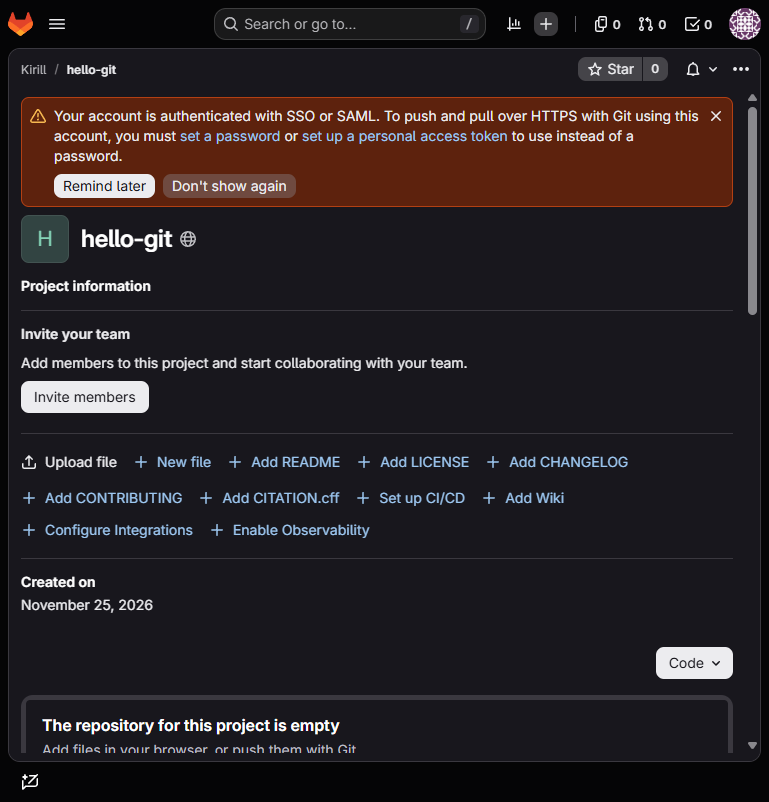 Search or go to... /
0 0 0
Kirill / hello-git
Star 0
Your account is authenticated with SSO or SAML. To push and pull over HTTPS with Git using this
account, you must set a password or set up a personal access token to use instead of a
password.
Remind later Don't show again
H hello-git
Project information
Invite your team
Add members to this project and start collaborating with your team.
Invite members
Upload file + New file + Add README + Add LICENSE + Add CHANGELOG
+ Add CONTRIBUTING + Add CITATION.cff + Set up CI/CD + Add Wiki
+ Configure Integrations + Enable Observability
Created on
November 25, 2026
Code
The repository for this project is empty
Add files in your browser, or push them with Git